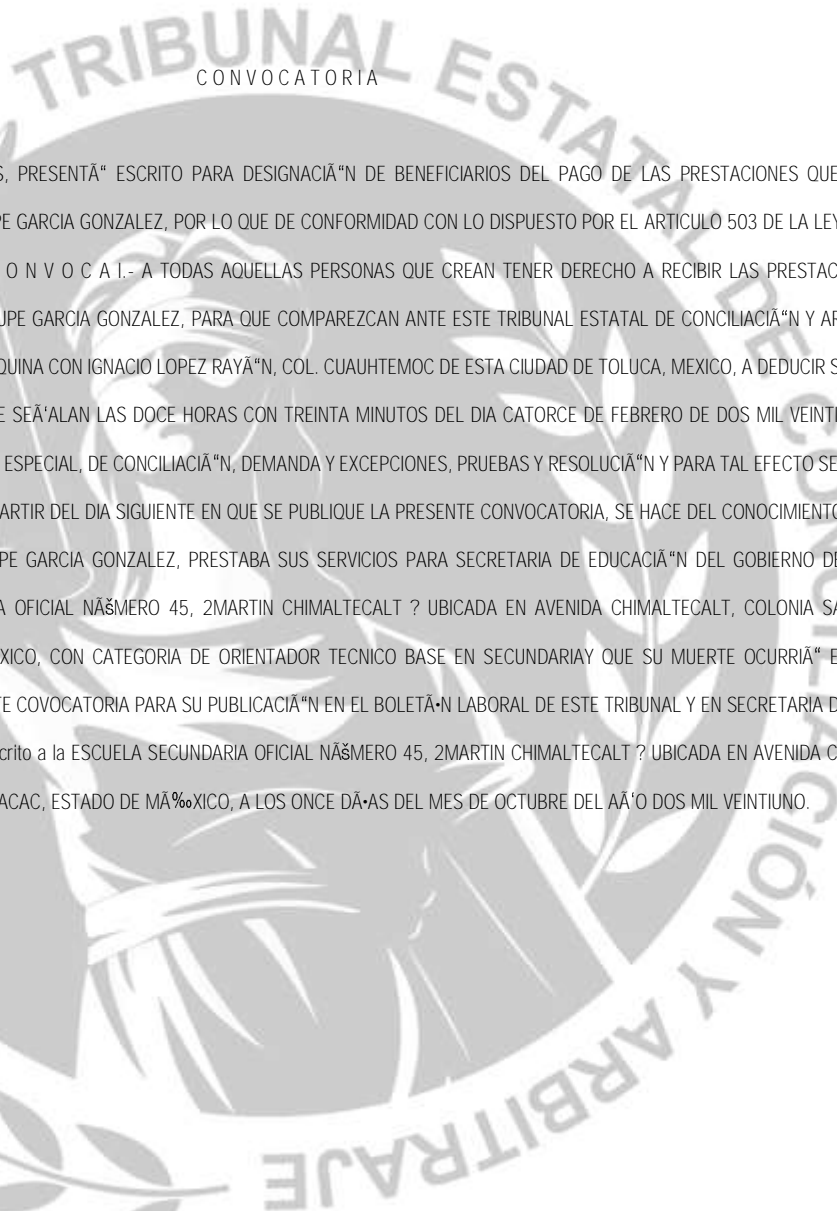 TRIBUNAL ESTATAL DE CONCILIACIÓN Y ARBITRAJE
CONVOCATORIA
S, PRESENTÃ“ ESCRITO PARA DESIGNACIÃ“N DE BENEFICIARIOS DEL PAGO DE LAS PRESTACIONES QUE
PE GARCIA GONZALEZ, POR LO QUE DE CONFORMIDAD CON LO DISPUESTO POR EL ARTICULO 503 DE LA LEY
O N V O C A I.- A TODAS AQUELLAS PERSONAS QUE CREAN TENER DERECHO A RECIBIR LAS PRESTAC
UPE GARCIA GONZALEZ, PARA QUE COMPAREZCAN ANTE ESTE TRIBUNAL ESTATAL DE CONCILIACIÃ“N Y AR
QUINA CON IGNACIO LOPEZ RAYÃ“N, COL. CUAUHTEMOC DE ESTA CIUDAD DE TOLUCA, MEXICO, A DEDUCIR S
E SEÃ‘ALAN LAS DOCE HORAS CON TREINTA MINUTOS DEL DIA CATORCE DE FEBRERO DE DOS MIL VEINTI
ESPECIAL, DE CONCILIACIÃ“N, DEMANDA Y EXCEPCIONES, PRUEBAS Y RESOLUCIÃ“N Y PARA TAL EFECTO SE
ARTIR DEL DIA SIGUIENTE EN QUE SE PUBLIQUE LA PRESENTE CONVOCATORIA, SE HACE DEL CONOCIMIENTO
PE GARCIA GONZALEZ, PRESTABA SUS SERVICIOS PARA SECRETARIA DE EDUCACIÃ“N DEL GOBIERNO DE
A OFICIAL NÃšMERO 45, 2MARTIN CHIMALTECALT ? UBICADA EN AVENIDA CHIMALTECALT, COLONIA SA
XICO, CON CATEGORIA DE ORIENTADOR TECNICO BASE EN SECUNDARIAY QUE SU MUERTE OCURRIÃ“ E
TE COVOCATORIA PARA SU PUBLICACIÃ“N EN EL BOLETÃ•N LABORAL DE ESTE TRIBUNAL Y EN SECRETARIA D
crito a la ESCUELA SECUNDARIA OFICIAL NÃšMERO 45, 2MARTIN CHIMALTECALT ? UBICADA EN AVENIDA C
ACAC, ESTADO DE MÃ‰XICO, A LOS ONCE DÃ•AS DEL MES DE OCTUBRE DEL AÃ‘O DOS MIL VEINTIUNO.